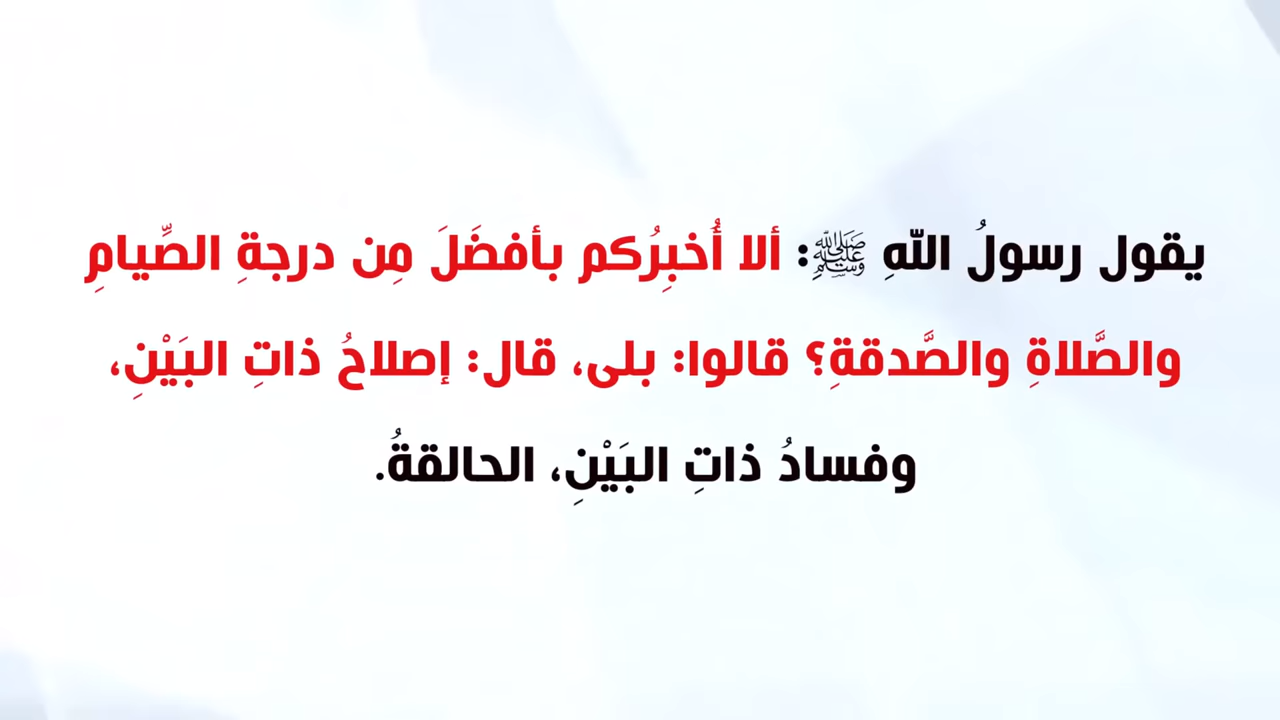 يقول رسولُ اللهِ ﷺ: ألا أُخبِرُكم بأفضَلَ مِن درجةِ الصِّيامِ
والصَّلاةِ والصَّدقةِ؟ قالوا: بلى، قال: إصلاحُ ذاتِ البَيْنِ،
وفسادُ ذاتِ البَيْنِ، الحالقةُ.